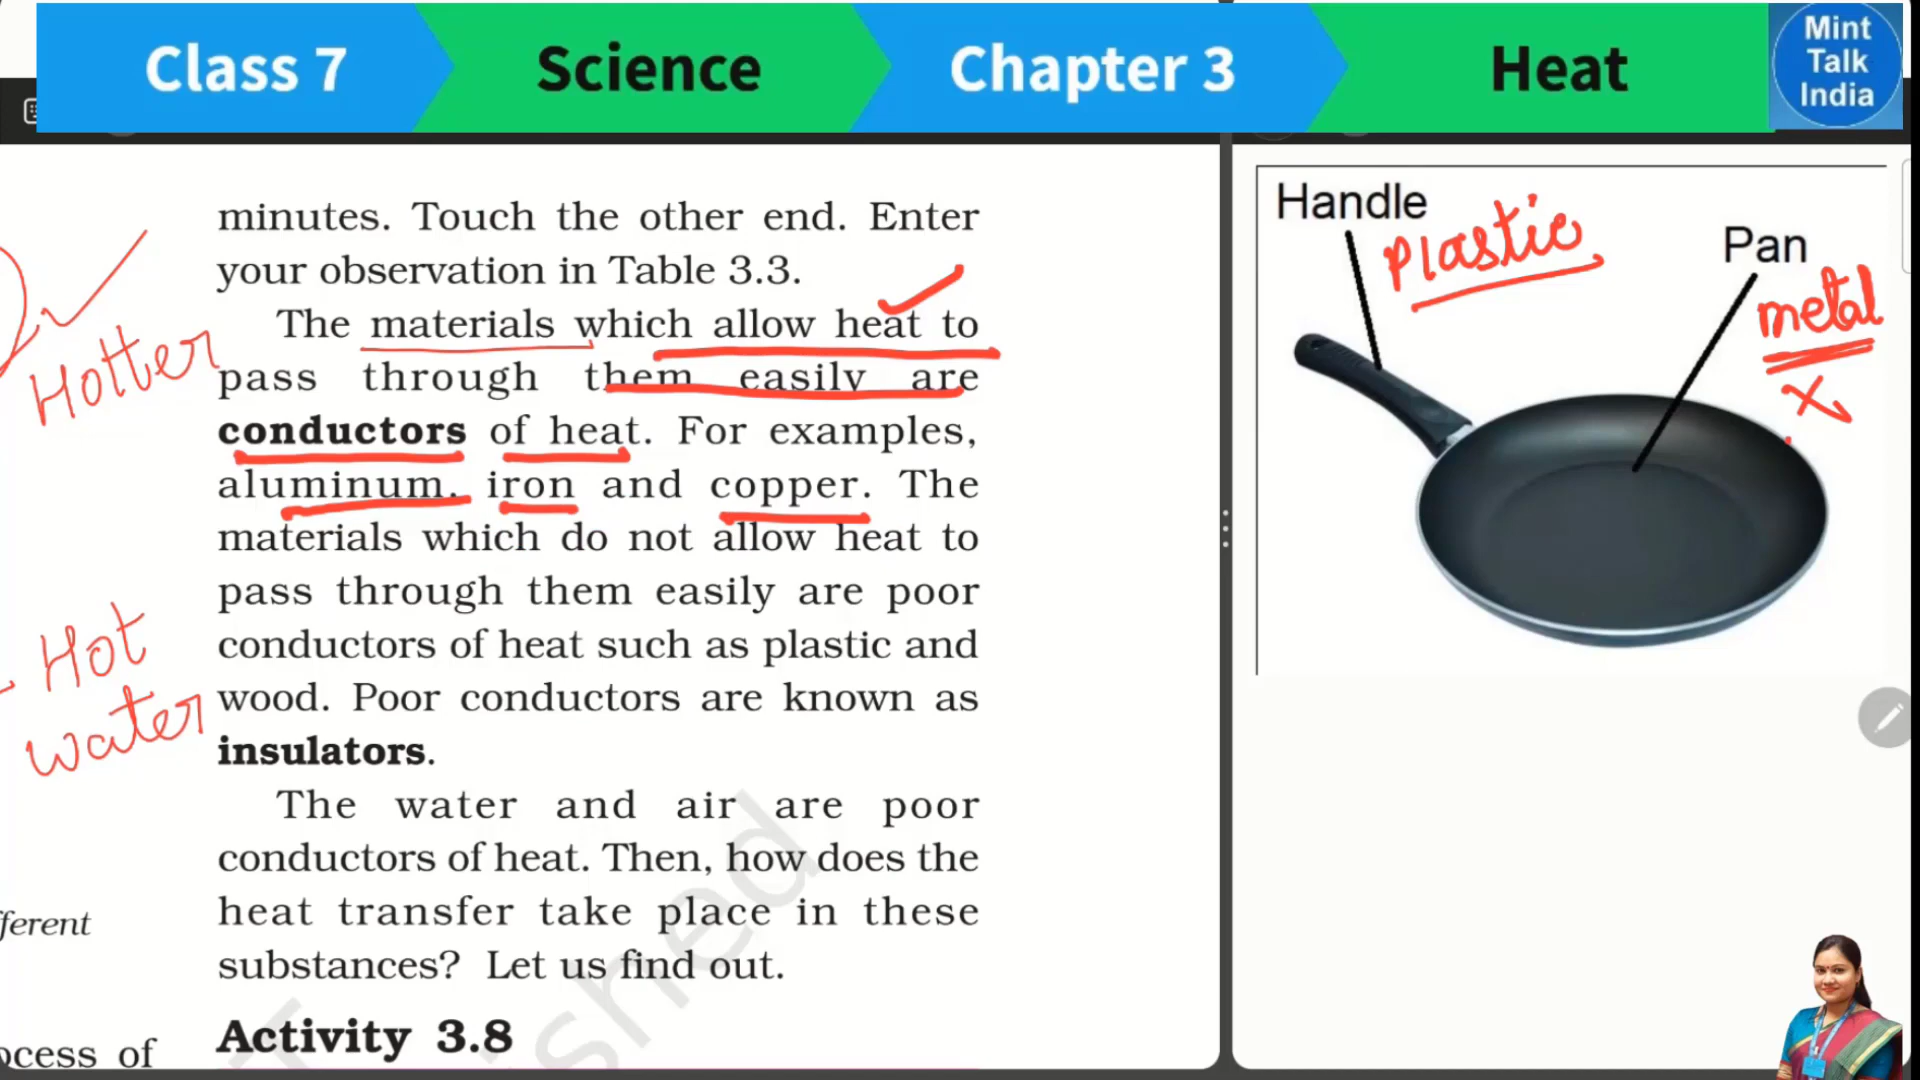 Class 7
Science
Chapter 3
Heat
Mint
Talk
India
minutes. Touch the other end. Enter
your observation in Table 3.3.
The materials which allow heat to
pass through them easily are
conductors of heat. For examples,
aluminum, iron and copper. The
materials which do not allow heat to
pass through them easily are poor
conductors of heat such as plastic and
wood. Poor conductors are known as
insulators.
The water and air are poor
conductors of heat. Then, how does the
heat transfer take place in these
substances? Let us find out.
Activity 3.8
Hotter
Hot
water
fferent
ocess of
shed
Handle
Plastic
Pan
metal